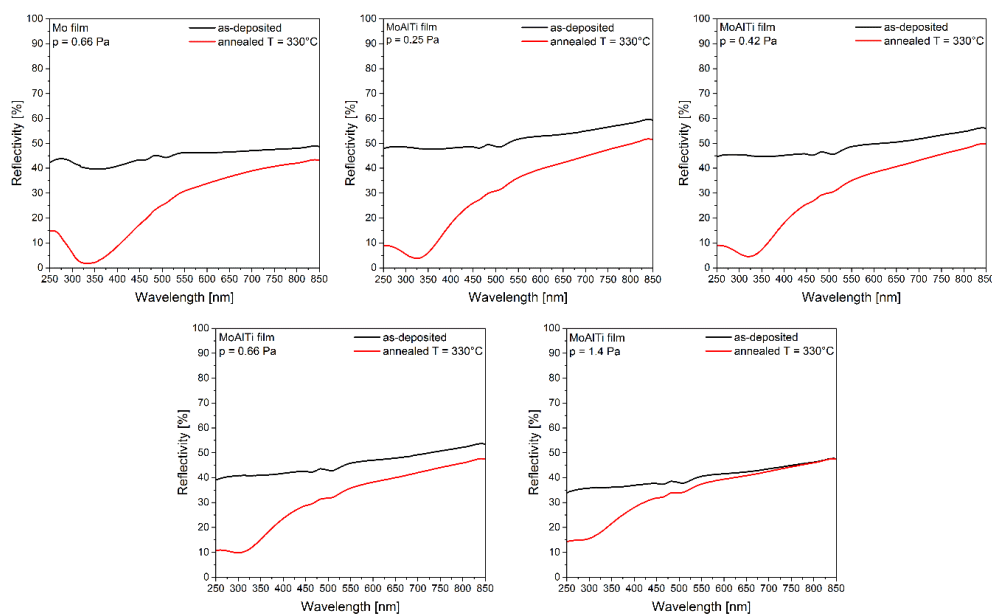 Mo film
p = 0.66 Pa
as-deposited
annealed T = 330°C
100
90
80
70
60
50
40
30
20
10
0
Reflectivity [%]
250 300 350 400 450 500 550 600 650 700 750 800 850
Wavelength [nm]
MoAlTi film
p = 0.25 Pa
as-deposited
annealed T = 330°C
100
90
80
70
60
50
40
30
20
10
0
Reflectivity [%]
250 300 350 400 450 500 550 600 650 700 750 800 850
Wavelength [nm]
MoAlTi film
p = 0.42 Pa
as-deposited
annealed T = 330°C
100
90
80
70
60
50
40
30
20
10
0
Reflectivity [%]
250 300 350 400 450 500 550 600 650 700 750 800 850
Wavelength [nm]
MoAlTi film
p = 0.66 Pa
as-deposited
annealed T = 330°C
100
90
80
70
60
50
40
30
20
10
0
Reflectivity [%]
250 300 350 400 450 500 550 600 650 700 750 800 850
Wavelength [nm]
MoAlTi film
p = 1.4 Pa
as-deposited
annealed T = 330°C
100
90
80
70
60
50
40
30
20
10
0
Reflectivity [%]
250 300 350 400 450 500 550 600 650 700 750 800 850
Wavelength [nm]